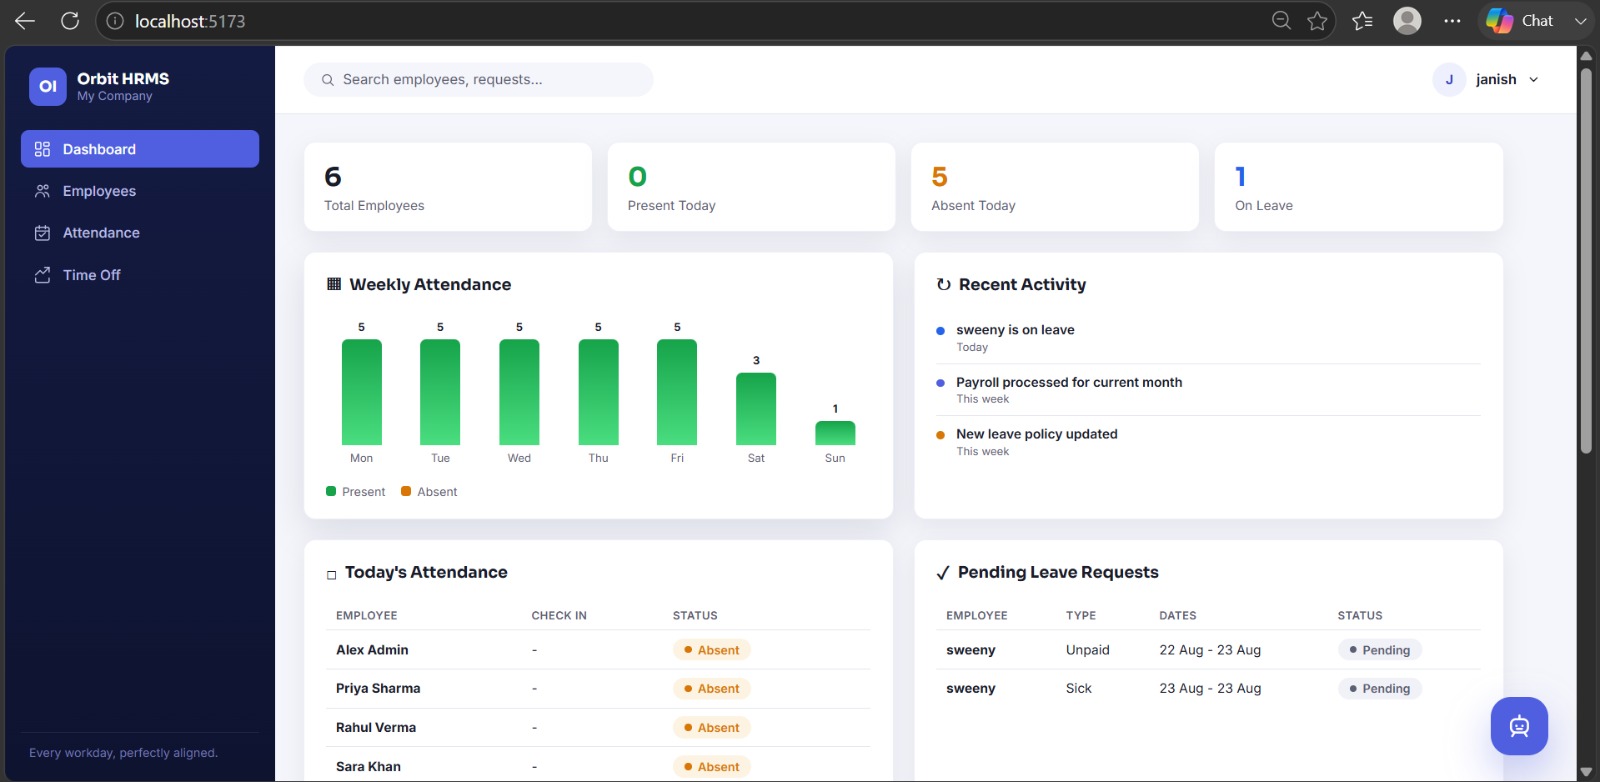 localhost:5173
Chat
OI
Orbit HRMS
My Company
Search employees, requests...
J
janish
Dashboard
Employees
Attendance
Time Off
6
Total Employees
0
Present Today
5
Absent Today
1
On Leave
Weekly Attendance
5 5 5 5 5 3 1
Mon Tue Wed Thu Fri Sat Sun
Present Absent
Recent Activity
sweeny is on leave
Today
Payroll processed for current month
This week
New leave policy updated
This week
Today's Attendance
EMPLOYEE CHECK IN STATUS
Alex Admin - Absent
Priya Sharma - Absent
Rahul Verma - Absent
Sara Khan - Absent
Pending Leave Requests
EMPLOYEE TYPE DATES STATUS
sweeny Unpaid 22 Aug - 23 Aug Pending
sweeny Sick 23 Aug - 23 Aug Pending
Every workday, perfectly aligned.